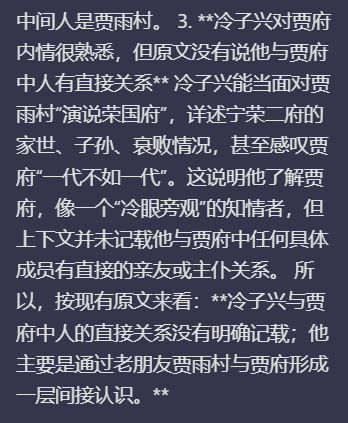 中间人是贾雨村。 3. **冷子兴对贾府
内情很熟悉，但原文没有说他与贾府
中人有直接关系** 冷子兴能当面对贾
雨村“演说荣国府”，详述宁荣二府的
家世、子孙、衰败情况，甚至感叹贾
府“一代不如一代”。这说明他了解贾
府，像一个“冷眼旁观”的知情者，但
上下文并未记载他与贾府中任何具体
成员有直接的亲友或主仆关系。 所
以，按现有原文来看：**冷子兴与贾
府中人的直接关系没有明确记载；他
主要是通过老朋友贾雨村与贾府形成
一层间接认识。**